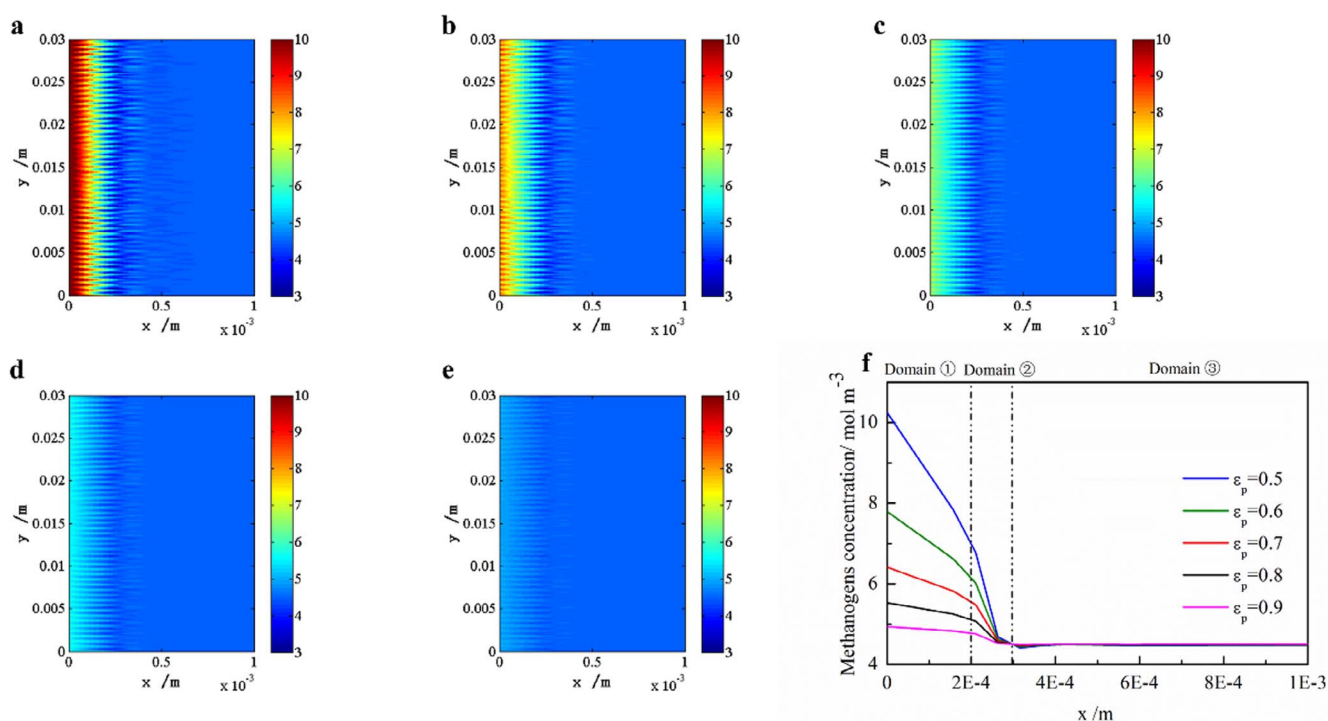 a
0.03
0.025
0.02
0.015
0.01
0.005
0
y /m
0 0.5 1
x /m x 10⁻³
10
9
8
7
6
5
4
3
b
0.03
0.025
0.02
0.015
0.01
0.005
0
y /m
0 0.5 1
x /m x 10⁻³
10
9
8
7
6
5
4
3
c
0.03
0.025
0.02
0.015
0.01
0.005
0
y /m
0 0.5 1
x /m x 10⁻³
10
9
8
7
6
5
4
3
d
0.03
0.025
0.02
0.015
0.01
0.005
0
y /m
0 0.5 1
x /m x 10⁻³
10
9
8
7
6
5
4
3
e
0.03
0.025
0.02
0.015
0.01
0.005
0
y /m
0 0.5 1
x /m x 10⁻³
10
9
8
7
6
5
4
3
f
Domain ① Domain ② Domain ③
Methanogens concentration/ mol m⁻³
10
8
6
4
εp=0.5
εp=0.6
εp=0.7
εp=0.8
εp=0.9
0 2E-4 4E-4 6E-4 8E-4 1E-3
x /m